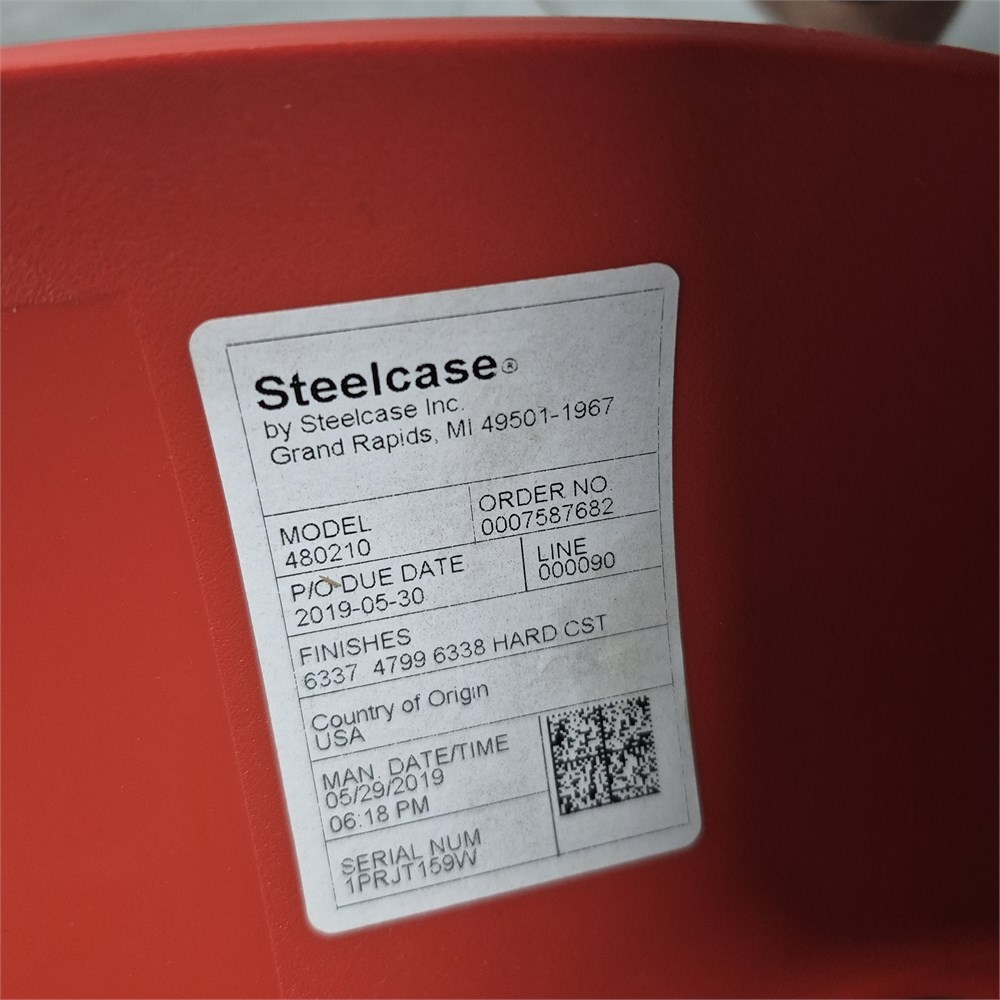 Steelcase®
by Steelcase Inc.
Grand Rapids, MI 49501-1967
MODEL
480210
ORDER NO.
0007587682
P/O DUE DATE
2019-05-30
LINE
000090
FINISHES
6337 4799 6338 HARD CST
Country of Origin
USA
MAN. DATE/TIME
05/29/2019
06:18 PM
SERIAL NUM
1PRJT159W